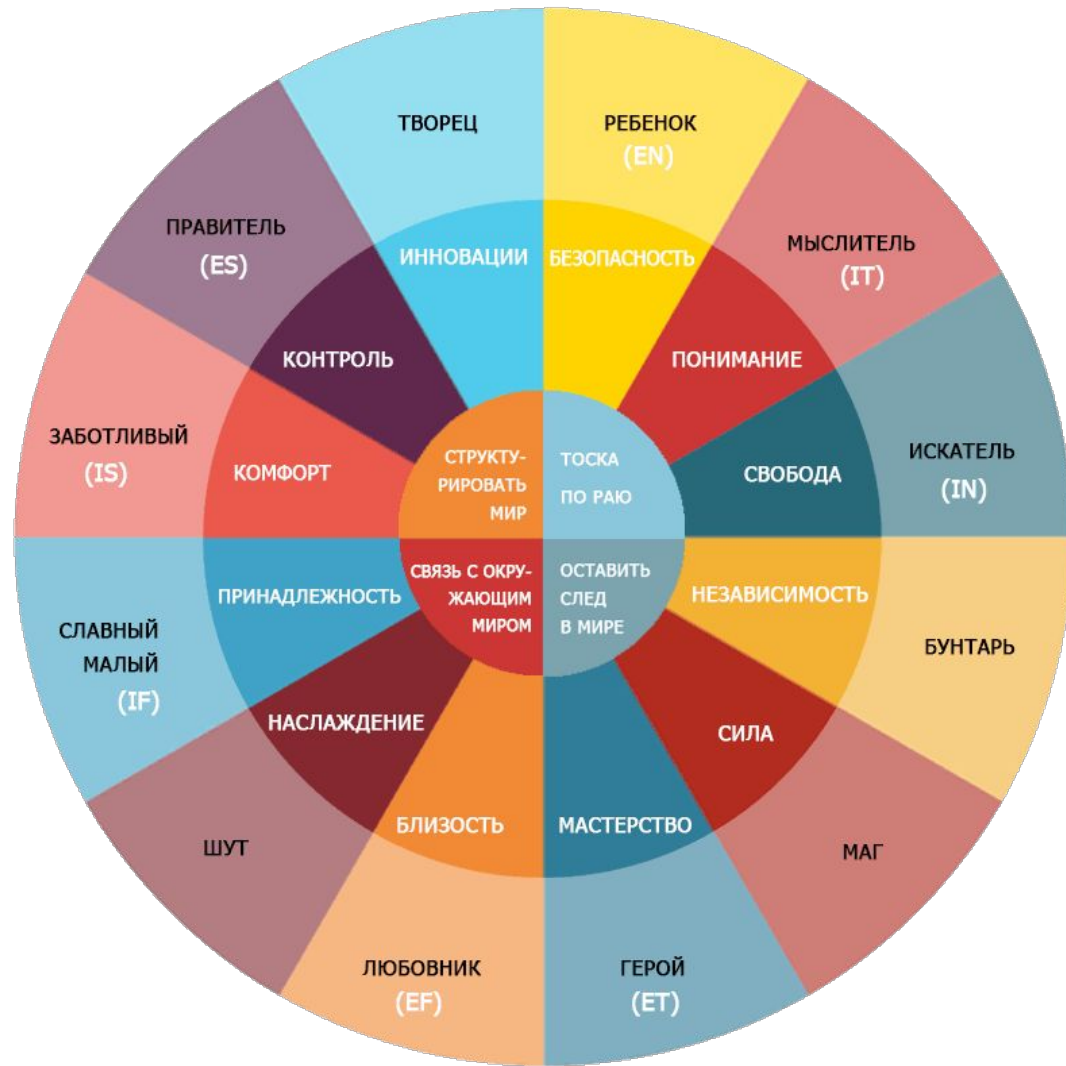 ТВОРЕЦ
РЕБЕНОК
(EN)
МЫСЛИТЕЛЬ
(IT)
ИСКАТЕЛЬ
(IN)
БУНТАРЬ
МАГ
ГЕРОЙ
(ET)
ЛЮБОВНИК
(EF)
ШУТ
СЛАВНЫЙ
МАЛЫЙ
(IF)
ЗАБОТЛИВЫЙ
(IS)
ПРАВИТЕЛЬ
(ES)
ИННОВАЦИИ
БЕЗОПАСНОСТЬ
ПОНИМАНИЕ
СВОБОДА
НЕЗАВИСИМОСТЬ
СИЛА
МАСТЕРСТВО
БЛИЗОСТЬ
НАСЛАЖДЕНИЕ
ПРИНАДЛЕЖНОСТЬ
КОМФОРТ
КОНТРОЛЬ
СТРУКТУ-
РИРОВАТЬ
МИР
ТОСКА
ПО РАЮ
СВЯЗЬ С ОКРУ-
ЖАЮЩИМ
МИРОМ
ОСТАВИТЬ
СЛЕД
В МИРЕ